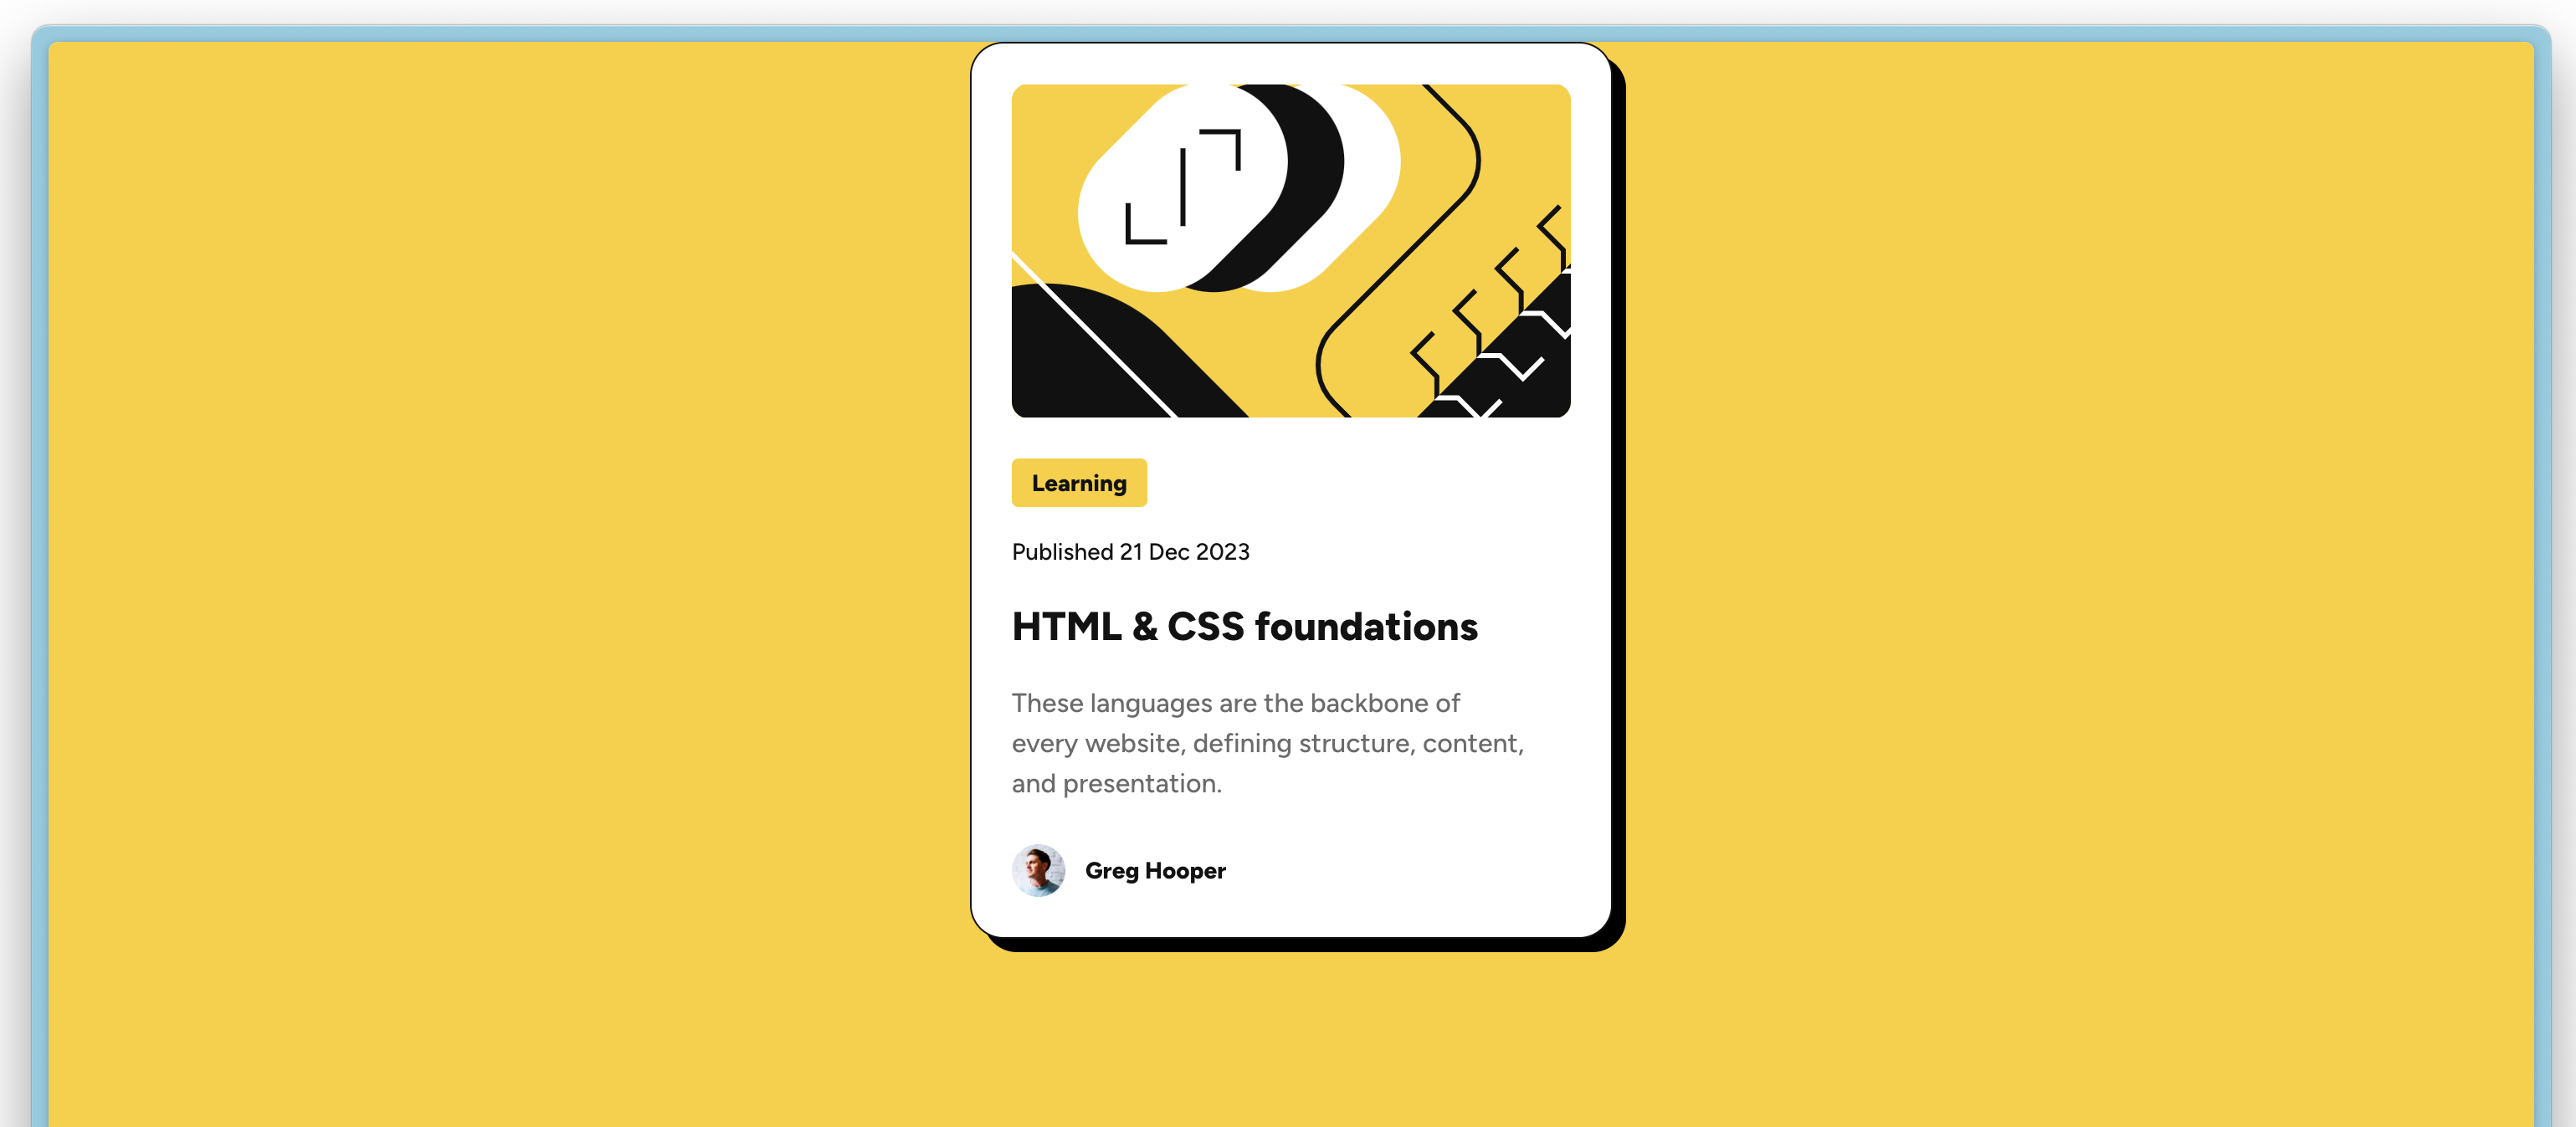 Learning
Published 21 Dec 2023
HTML & CSS foundations
These languages are the backbone of
every website, defining structure, content,
and presentation.
Greg Hooper